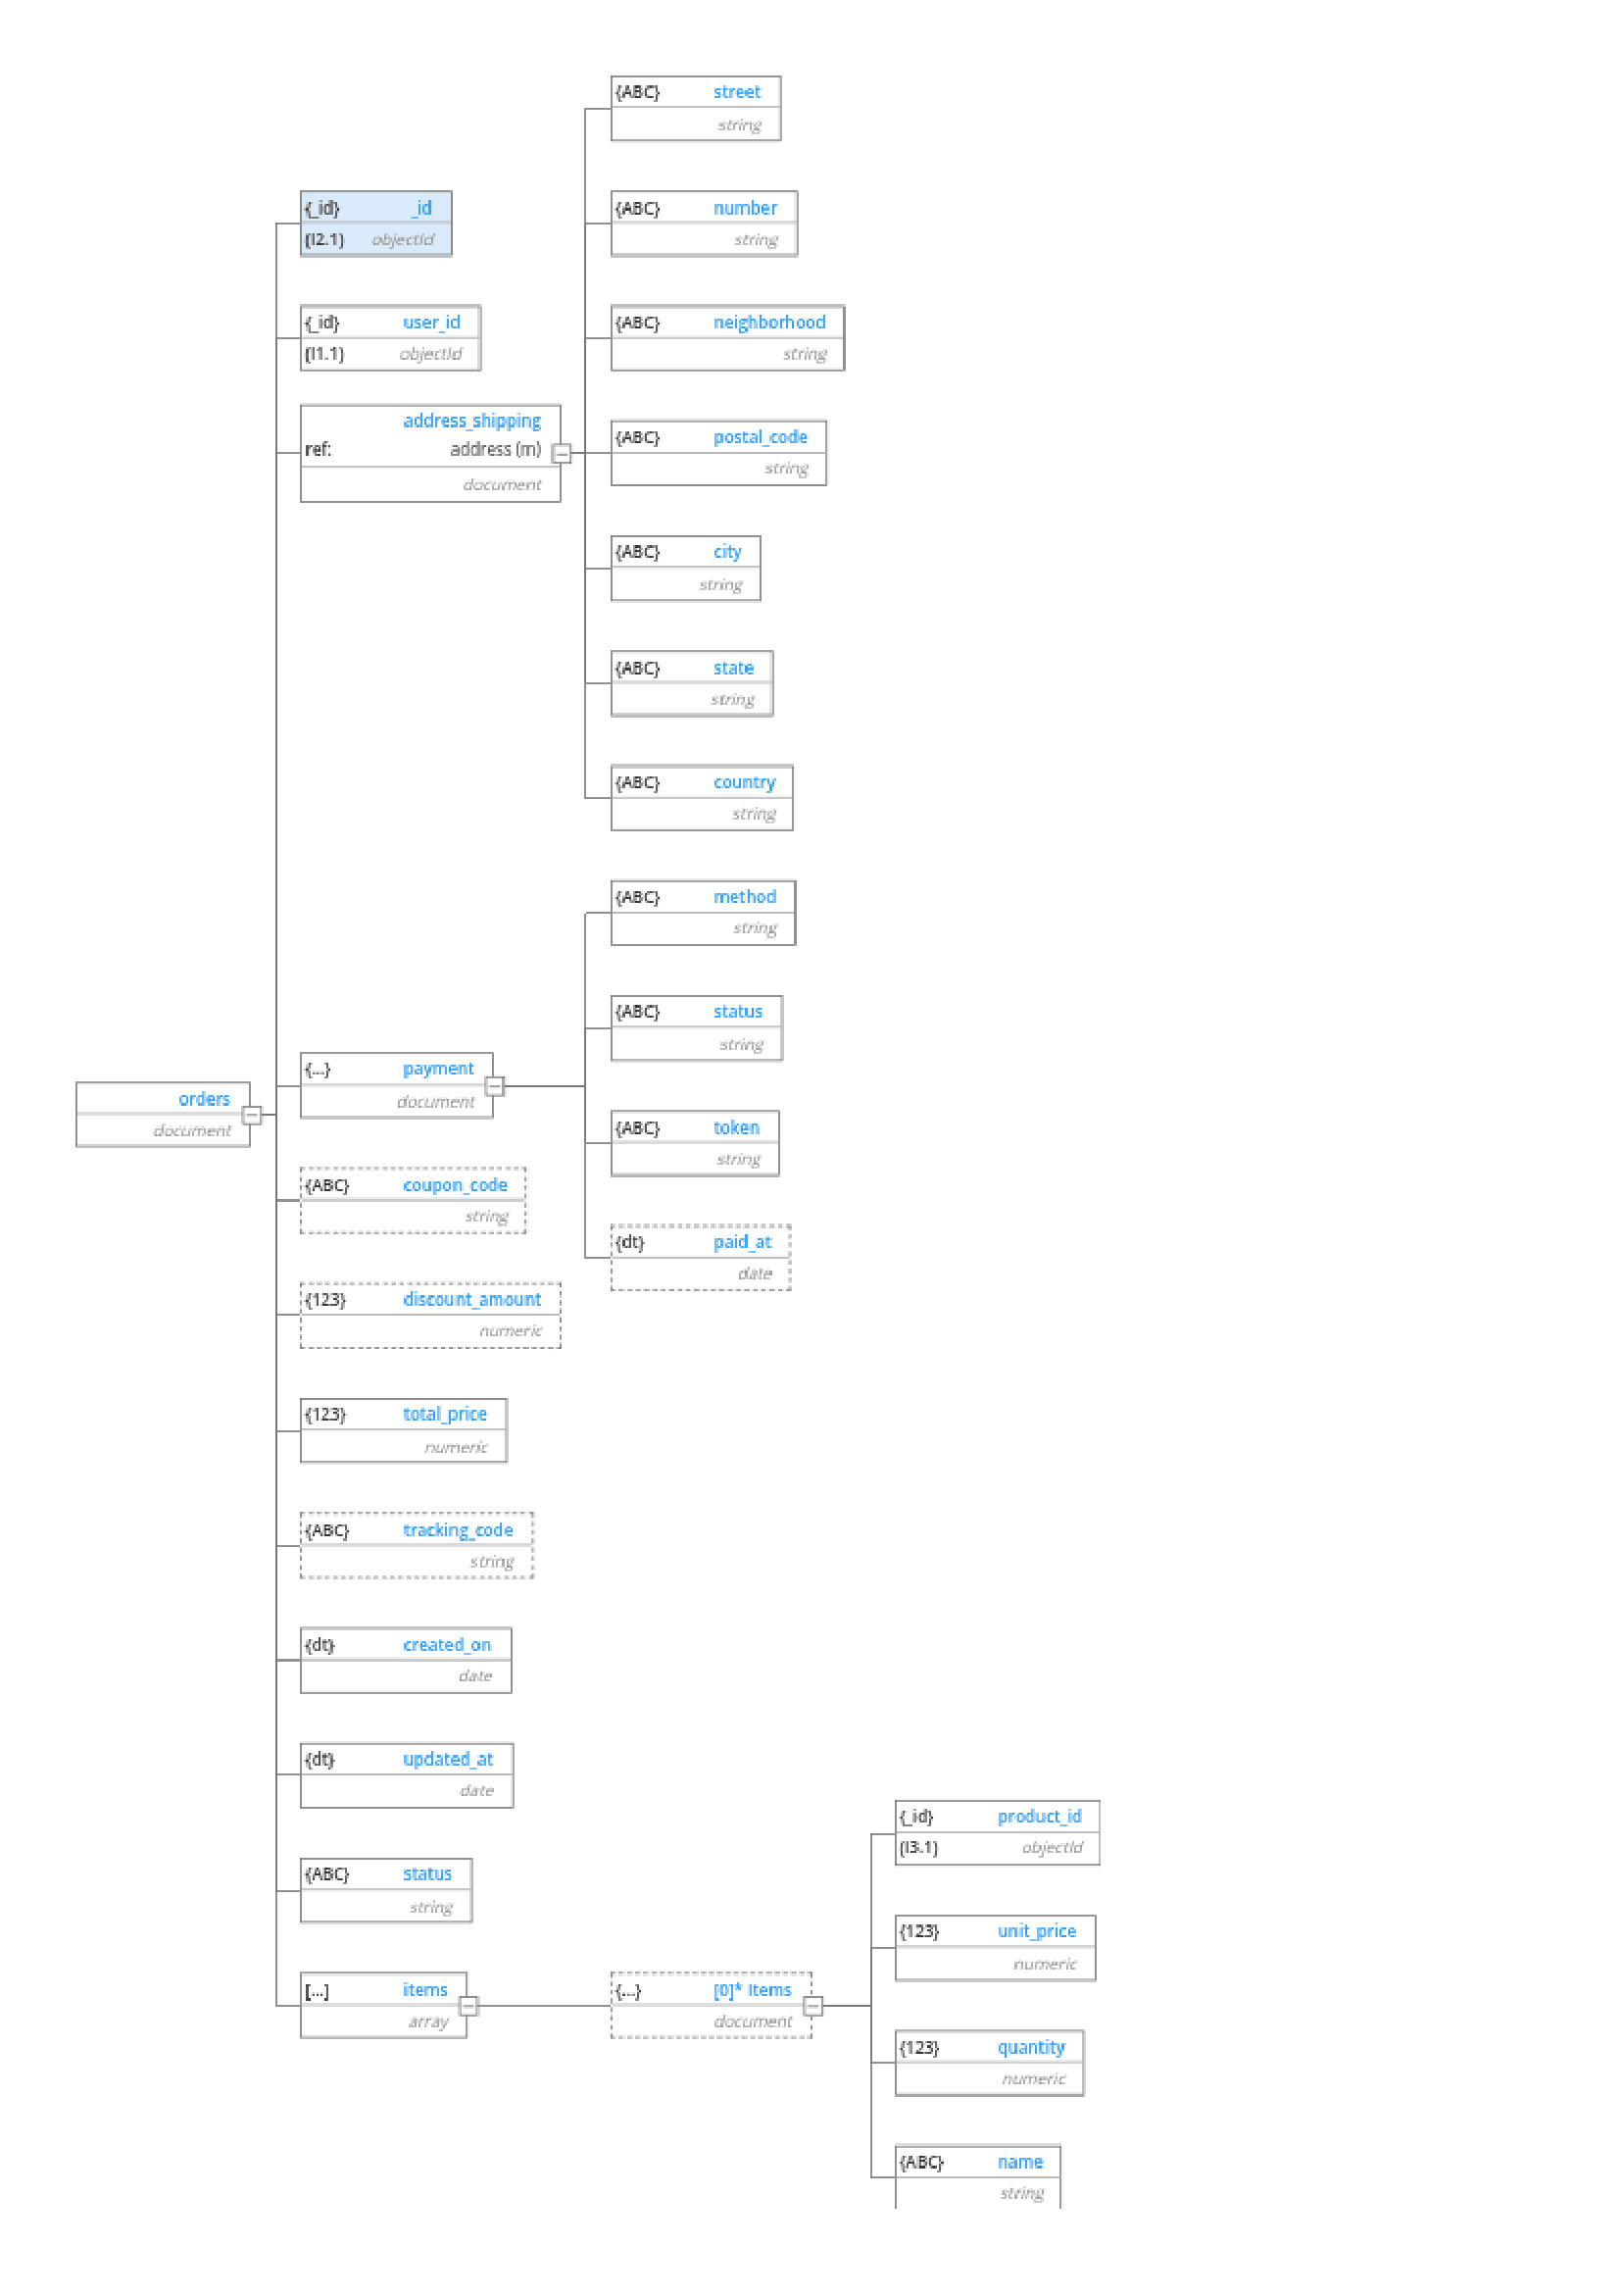 {ABC} street
string
{_id} _id
(I2.1) objectId
{ABC} number
string
{_id} user_id
(I1.1) objectId
{ABC} neighborhood
string
address_shipping
ref: address (m)
document
{ABC} postal_code
string
{ABC} city
string
{ABC} state
string
{ABC} country
string
{ABC} method
string
{ABC} status
string
{...} payment
document
orders
document
{ABC} token
string
{ABC} coupon_code
string
{dt} paid_at
date
{123} discount_amount
numeric
{123} total_price
numeric
{ABC} tracking_code
string
{dt} created_on
date
{dt} updated_at
date
{_id} product_id
(I3.1) objectId
{ABC} status
string
{123} unit_price
numeric
[...] items
array
{...} [0]* Items
document
{123} quantity
numeric
{ABC} name
string